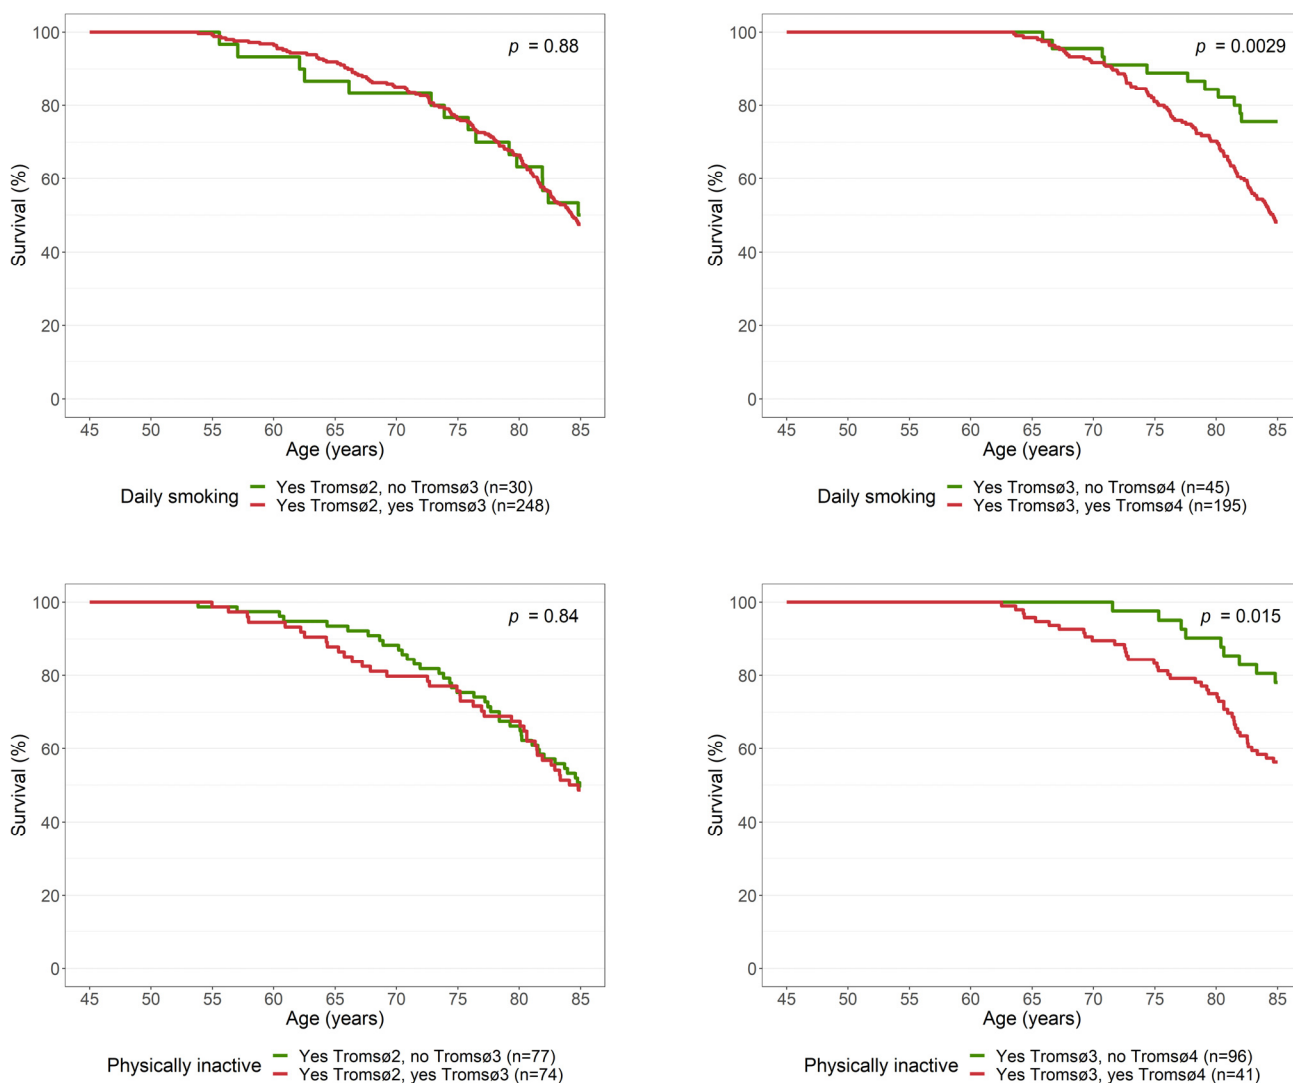 100
80
60
40
20
0
Survival (%)
p = 0.88
45 50 55 60 65 70 75 80 85
Age (years)
Daily smoking
Yes Tromsø2, no Tromsø3 (n=30)
Yes Tromsø2, yes Tromsø3 (n=248)
100
80
60
40
20
0
Survival (%)
p = 0.0029
45 50 55 60 65 70 75 80 85
Age (years)
Daily smoking
Yes Tromsø3, no Tromsø4 (n=45)
Yes Tromsø3, yes Tromsø4 (n=195)
100
80
60
40
20
0
Survival (%)
p = 0.84
45 50 55 60 65 70 75 80 85
Age (years)
Physically inactive
Yes Tromsø2, no Tromsø3 (n=77)
Yes Tromsø2, yes Tromsø3 (n=74)
100
80
60
40
20
0
Survival (%)
p = 0.015
45 50 55 60 65 70 75 80 85
Age (years)
Physically inactive
Yes Tromsø3, no Tromsø4 (n=96)
Yes Tromsø3, yes Tromsø4 (n=41)